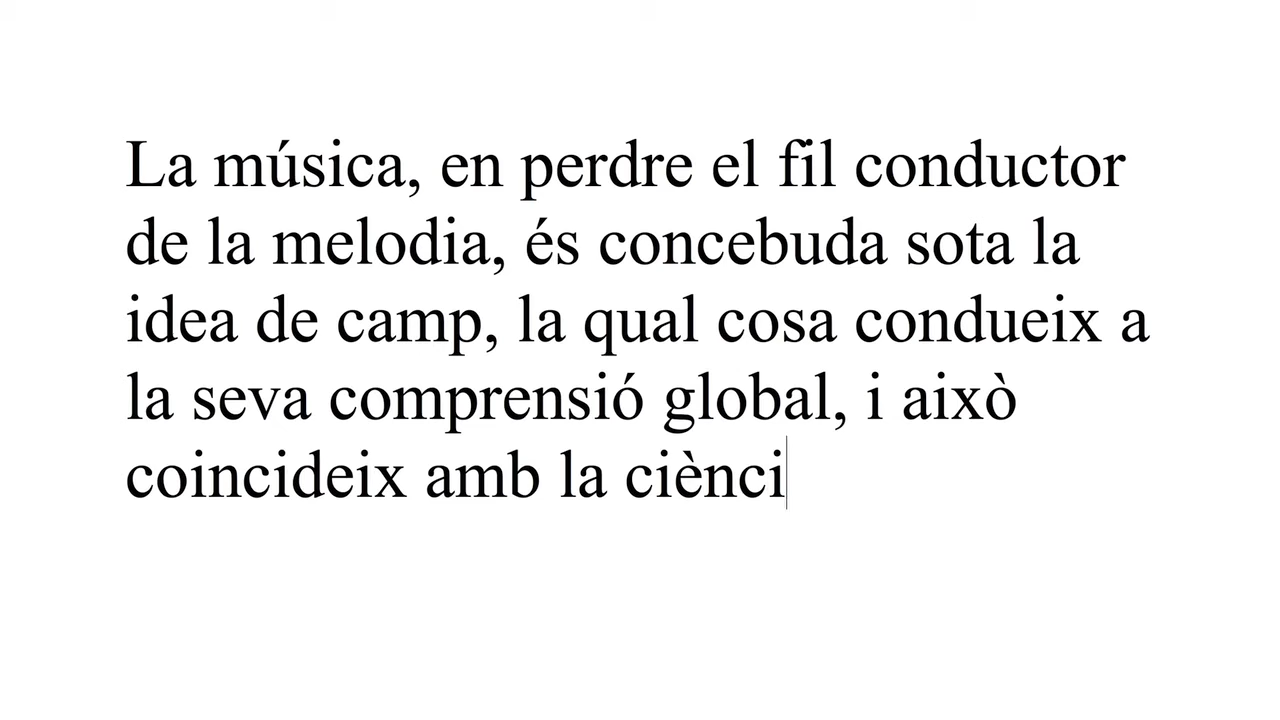 La música, en perdre el fil conductor
de la melodia, és concebuda sota la
idea de camp, la qual cosa condueix a
la seva comprensió global, i això
coincideix amb la ciènci